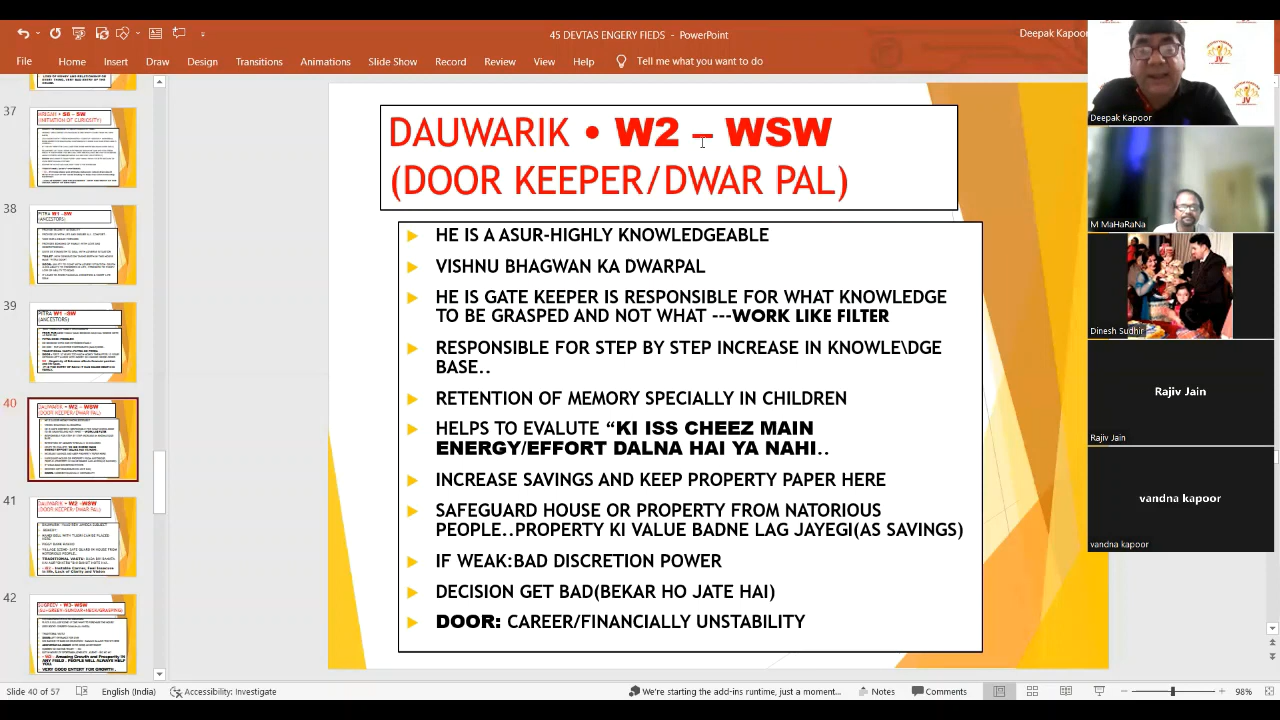 45 DEVTAS ENGERY FIEDS - PowerPoint
Deepak Kapoor
File Home Insert Draw Design Transitions Animations Slide Show Record Review View Help Tell me what you want to do
37
38
39
40
41
42
DAUWARIK • W2 – WSW
(DOOR KEEPER/DWAR PAL)
HE IS ASUR-HIGHLY KNOWLEDGEABLE
VISHNU BHAGWAN KA DWARPAL
HE IS GATE KEEPER IS RESPONSIBLE FOR WHAT KNOWLEDGE
TO BE GRASPED AND NOT WHAT ---WORK LIKE FILTER
RESPONSIBLE FOR STEP BY STEP INCREASE IN KNOWLE\DGE
BASE..
RETENTION OF MEMORY SPECIALLY IN CHILDREN
HELPS TO EVALUTE “KI ISS CHEEZ MAIN
ENERGY/EFFORT DALNA HAI YA NAHI..
INCREASE SAVINGS AND KEEP PROPERTY PAPER HERE
SAFEGUARD HOUSE OR PROPERTY FROM NATORIOUS
PEOPLE..PROPERTY KI VALUE BADNE LAG JAYEGI(AS SAVINGS)
IF WEAK:BAD DISCRETION POWER
DECISION GET BAD(BEKAR HO JATE HAI)
DOOR: CAREER/FINANCIALLY UNSTABILITY
Deepak Kapoor
M MaHaRaNa
Dinesh Sudhir
Rajiv Jain
Rajiv Jain
vandna kapoor
vandna kapoor
Slide 40 of 57 English (India) Accessibility: Investigate We're starting the add-ins runtime, just a moment... Notes Comments 98%